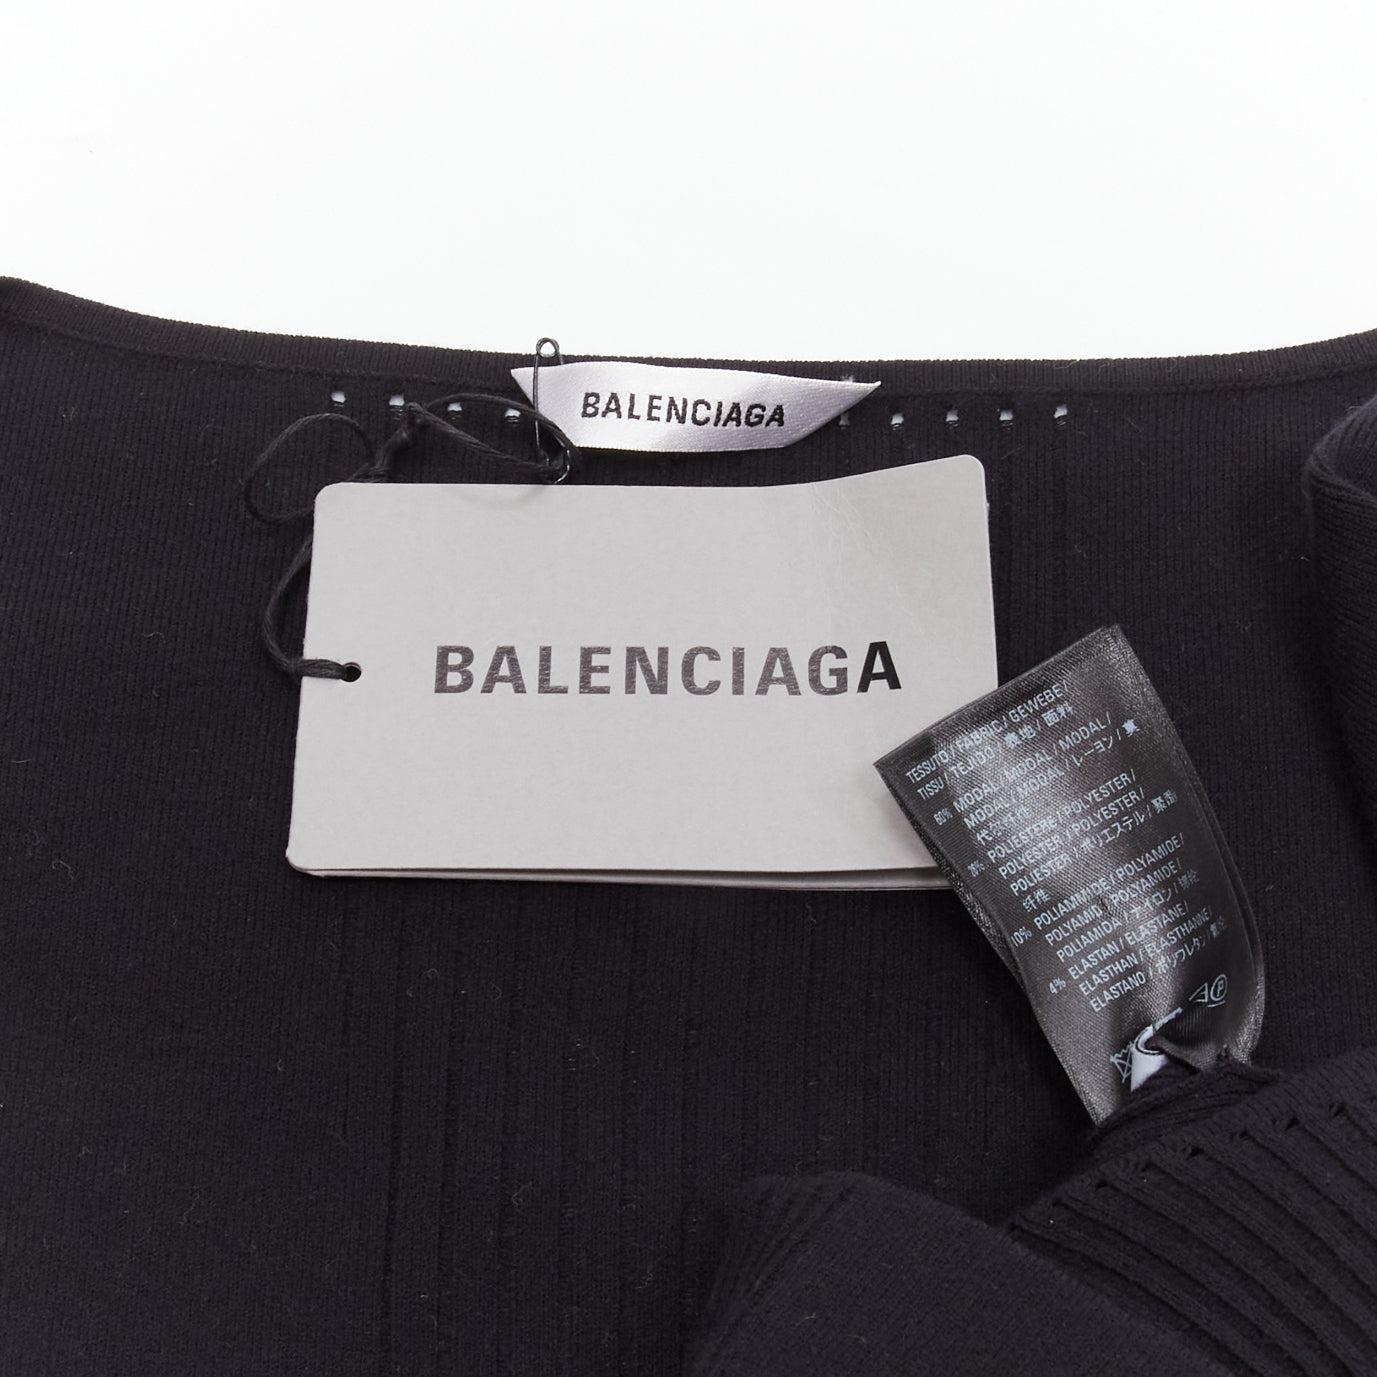 BALENCIAGA
BALENCIAGA
TESSUTO / FABRIC / GEWEBE /
TISSU / TEJIDO / 表地 / 面料
MODAL / MODAL / MODAL /
MODAL / MODAL / レーヨン / 莫
代尔纤维
POLIESTERE / POLYESTER /
POLYESTER / POLYESTER /
POLIESTER / ポリエステル / 聚酯
纤维
10% POLIAMMIDE / POLYAMIDE /
POLYAMID / POLYAMIDE /
POLIAMIDA / ナイロン / 锦纶
4% ELASTAN / ELASTANE /
ELASTHAN / ELASTHANNE /
ELASTANO / ポリウレタン / 氨纶
P